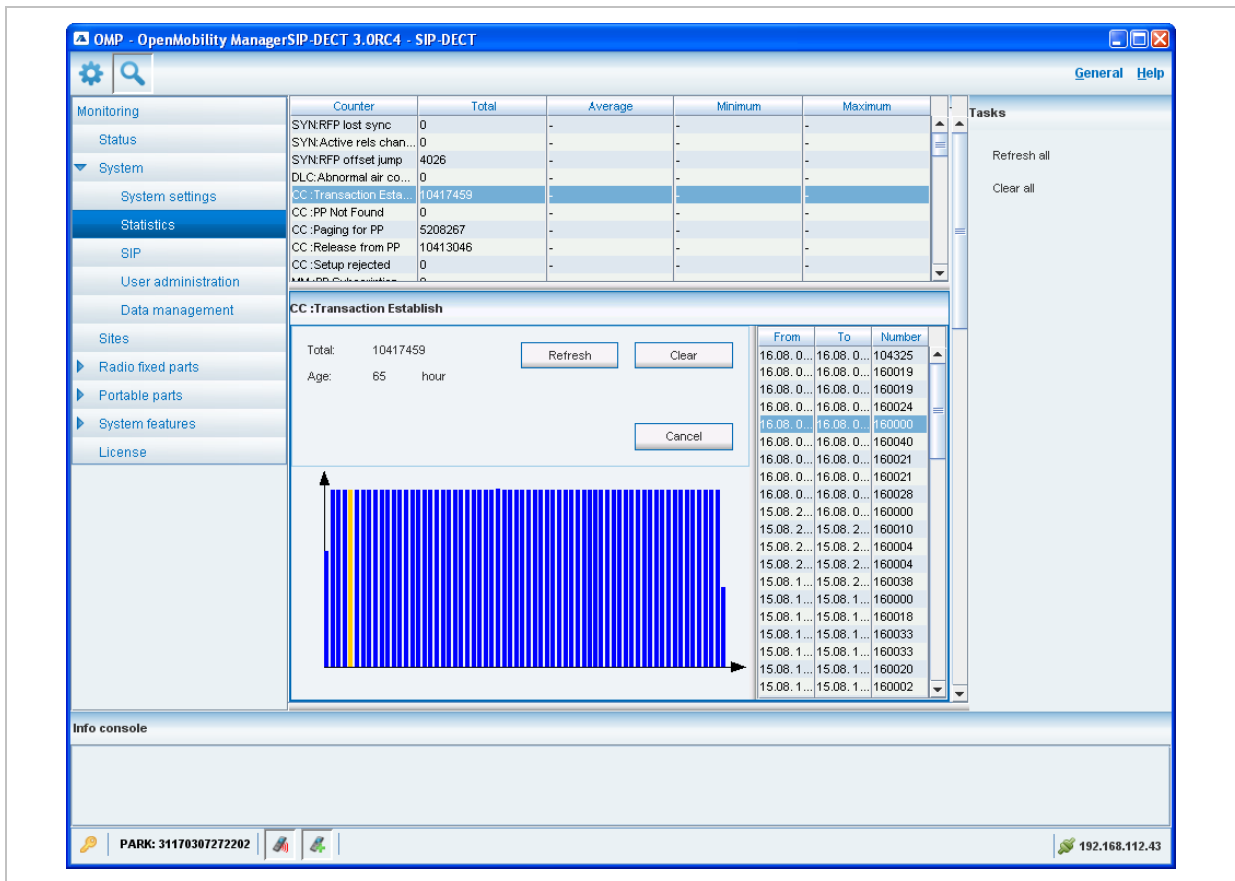 OMP - OpenMobility ManagerSIP-DECT 3.0RC4 - SIP-DECT
General Help
Monitoring
Status
System
System settings
Statistics
SIP
User administration
Data management
Sites
Radio fixed parts
Portable parts
System features
License
Counter Total Average Minimum Maximum
SYN:RFP lost sync 0 - - -
SYN:Active rels chan... 0 - - -
SYN:RFP offset jump 4026 - - -
DLC:Abnormal air co... 0 - - -
CC :Transaction Esta... 10417459 - - -
CC :PP Not Found 0 - - -
CC :Paging for PP 5208267 - - -
CC :Release from PP 10413046 - - -
CC :Setup rejected 0 - - -
CC :Transaction Establish
Total: 10417459
Age: 65 hour
Refresh Clear
Cancel
From To Number
16.08. 0... 16.08. 0... 104325
16.08. 0... 16.08. 0... 160019
16.08. 0... 16.08. 0... 160019
16.08. 0... 16.08. 0... 160024
16.08. 0... 16.08. 0... 160000
16.08. 0... 16.08. 0... 160040
16.08. 0... 16.08. 0... 160021
16.08. 0... 16.08. 0... 160021
16.08. 0... 16.08. 0... 160028
15.08. 2... 16.08. 0... 160000
15.08. 2... 15.08. 2... 160010
15.08. 2... 15.08. 2... 160004
15.08. 2... 15.08. 2... 160004
15.08. 1... 15.08. 2... 160038
15.08. 1... 15.08. 1... 160000
15.08. 1... 15.08. 1... 160018
15.08. 1... 15.08. 1... 160033
15.08. 1... 15.08. 1... 160033
15.08. 1... 15.08. 1... 160020
15.08. 1... 15.08. 1... 160002
Tasks
Refresh all
Clear all
Info console
PARK: 31170307272202
192.168.112.43